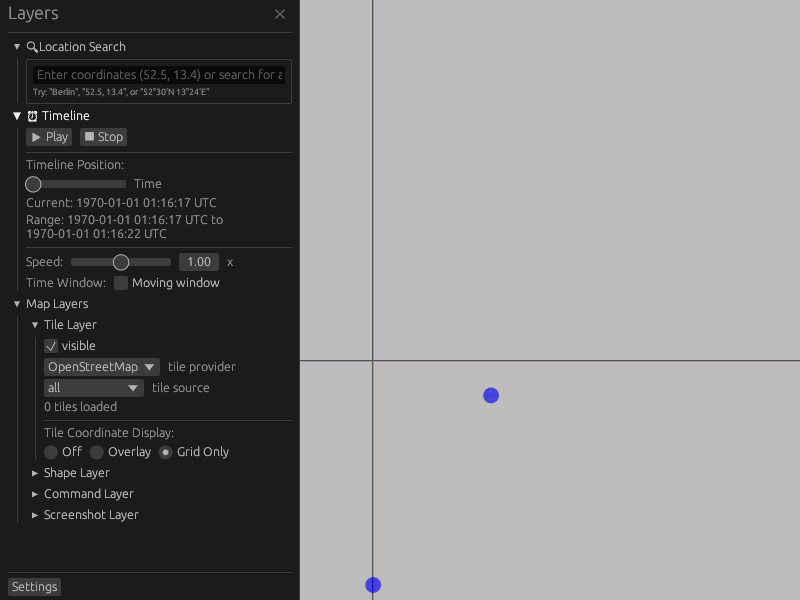 Layers
Location Search
Enter coordinates (52.5, 13.4) or search for a
Try: "Berlin", "52.5, 13.4", or "52°30'N 13°24'E"
Timeline
Play Stop
Timeline Position:
Time
Current: 1970-01-01 01:16:17 UTC
Range: 1970-01-01 01:16:17 UTC to
1970-01-01 01:16:22 UTC
Speed: 1.00 x
Time Window: Moving window
Map Layers
Tile Layer
visible
OpenStreetMap tile provider
all tile source
0 tiles loaded
Tile Coordinate Display:
Off Overlay Grid Only
Shape Layer
Command Layer
Screenshot Layer
Settings